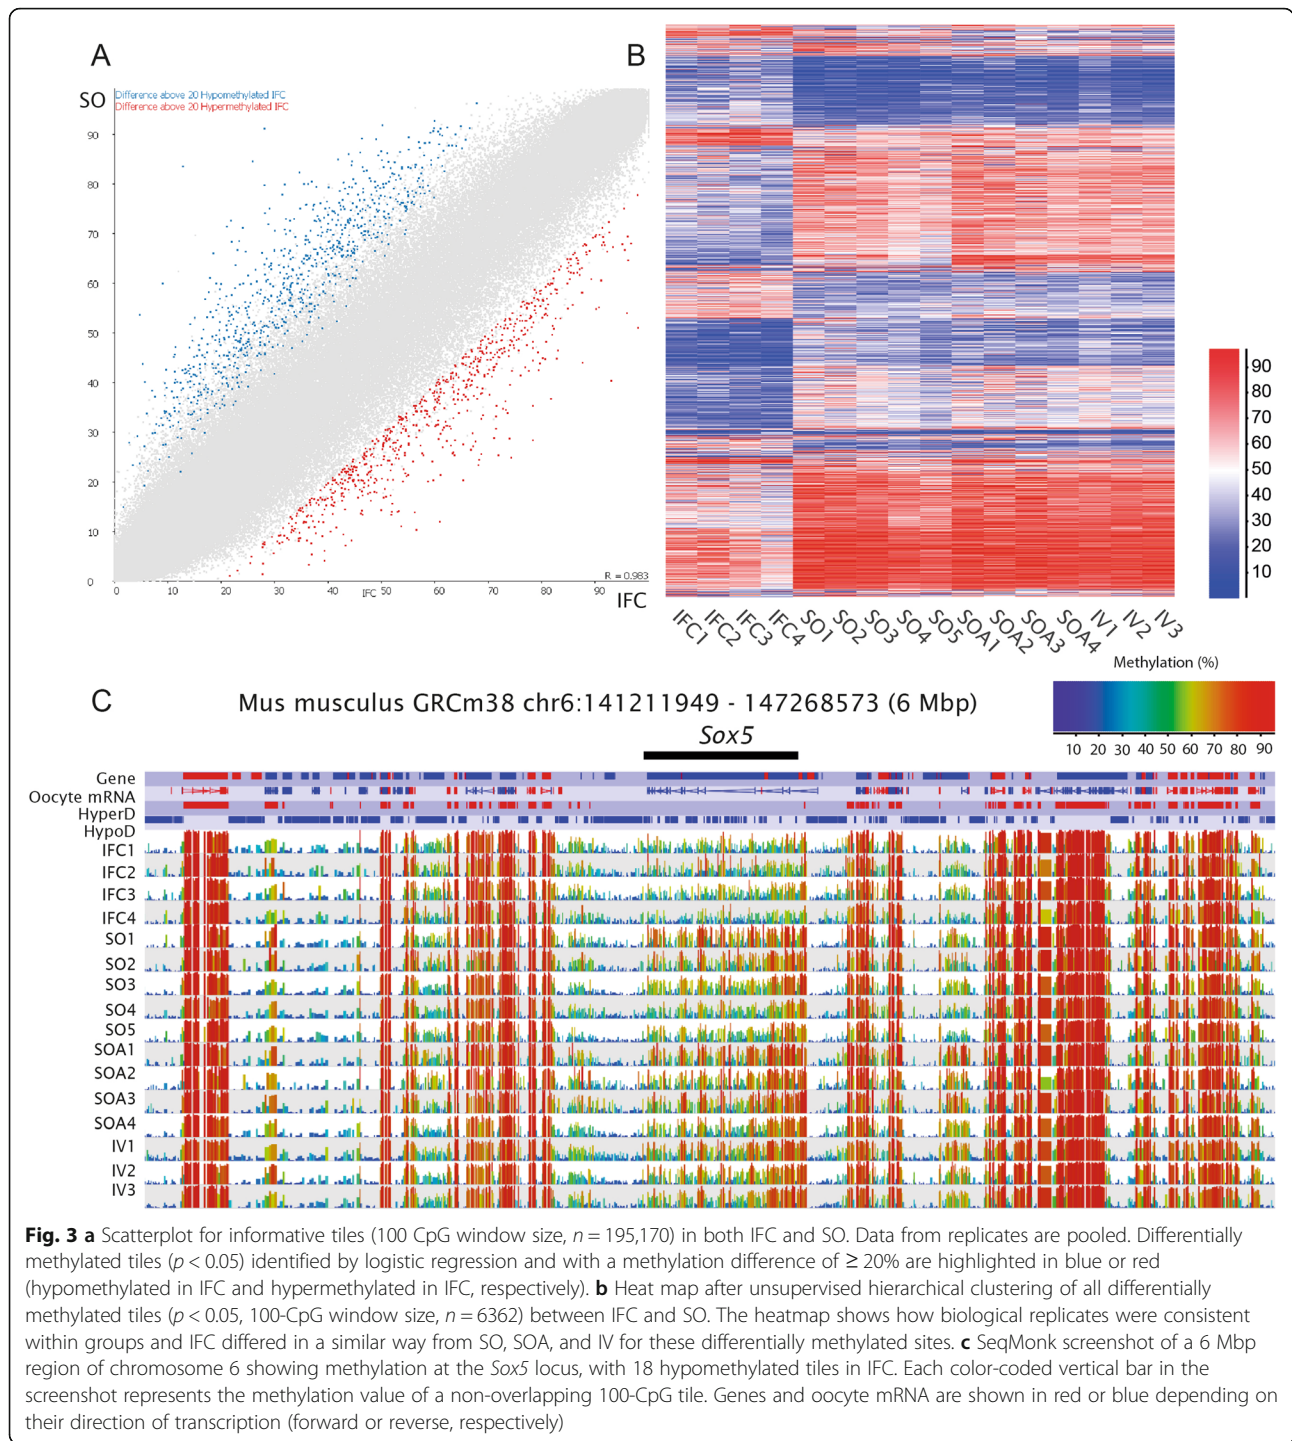 A
B
SO
Difference above 20 Hypomethylated IFC
Difference above 20 Hypermethylated IFC
90
80
70
60
50
40
30
20
10
0
0 10 20 30 40 50 60 70 80 90
IFC
R = 0.983
IFC
IFC1 IFC2 IFC3 IFC4 SO1 SO2 SO3 SO4 SO5 SOA1 SOA2 SOA3 SOA4 IV1 IV2 IV3
90
80
70
60
50
40
30
20
10
Methylation (%)
10 20 30 40 50 60 70 80 90
C
Mus musculus GRCm38 chr6:141211949 - 147268573 (6 Mbp)
Sox5
Gene
Oocyte mRNA
HyperD
HypoD
IFC1
IFC2
IFC3
IFC4
SO1
SO2
SO3
SO4
SO5
SOA1
SOA2
SOA3
SOA4
IV1
IV2
IV3
Fig. 3 a Scatterplot for informative tiles (100 CpG window size, n = 195,170) in both IFC and SO. Data from replicates are pooled. Differentially
methylated tiles (p < 0.05) identified by logistic regression and with a methylation difference of ≥ 20% are highlighted in blue or red
(hypomethylated in IFC and hypermethylated in IFC, respectively). b Heat map after unsupervised hierarchical clustering of all differentially
methylated tiles (p < 0.05, 100-CpG window size, n = 6362) between IFC and SO. The heatmap shows how biological replicates were consistent
within groups and IFC differed in a similar way from SO, SOA, and IV for these differentially methylated sites. c SeqMonk screenshot of a 6 Mbp
region of chromosome 6 showing methylation at the Sox5 locus, with 18 hypomethylated tiles in IFC. Each color-coded vertical bar in the
screenshot represents the methylation value of a non-overlapping 100-CpG tile. Genes and oocyte mRNA are shown in red or blue depending on
their direction of transcription (forward or reverse, respectively)